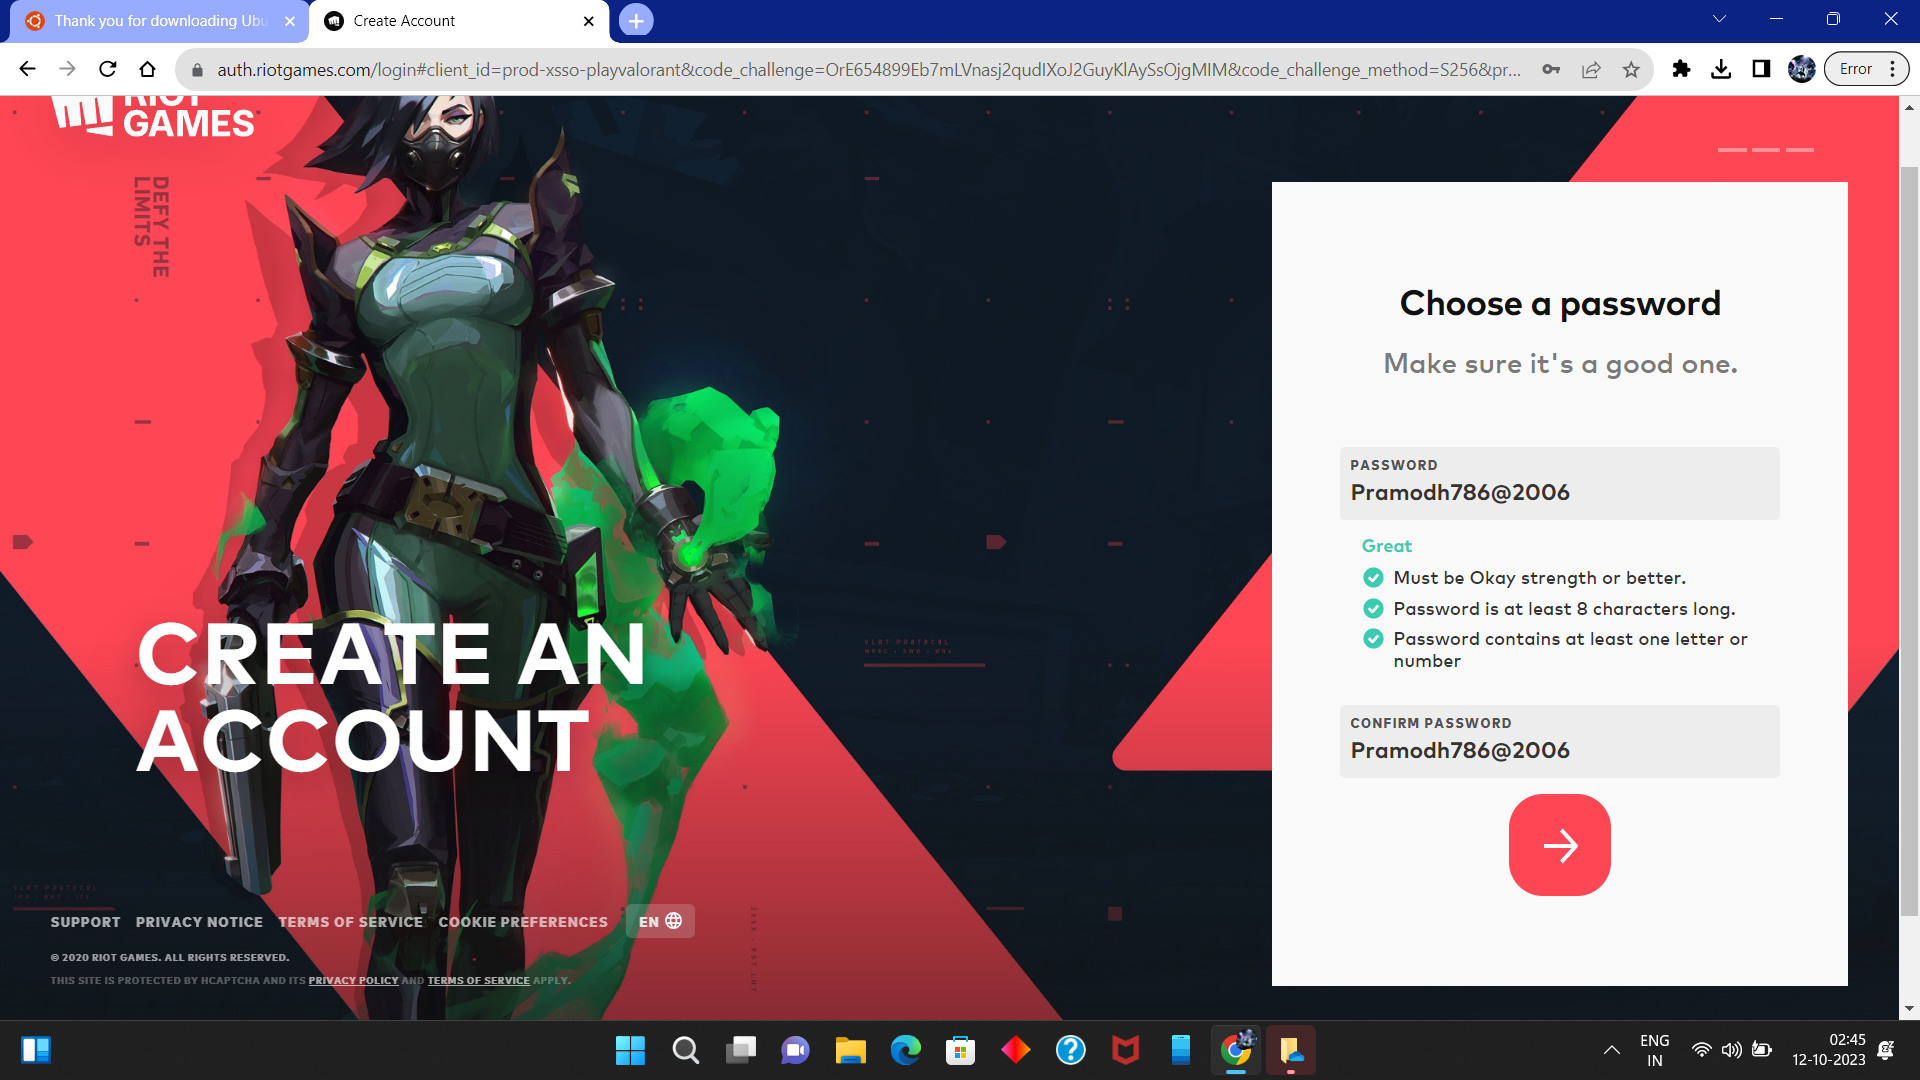 Thank you for downloading Ubu
Create Account
auth.riotgames.com/login#client_id=prod-xsso-playvalorant&code_challenge=OrE654899Eb7mLVnasj2qudIXoJ2GuyKlAySsOjgMIM&code_challenge_method=S256&pr...
Error
RIOT
GAMES
DEFY THE
LIMITS
Choose a password
Make sure it's a good one.
PASSWORD
Pramodh786@2006
Great
Must be Okay strength or better.
Password is at least 8 characters long.
Password contains at least one letter or
number
CONFIRM PASSWORD
Pramodh786@2006
CREATE AN
ACCOUNT
VLRT PROTOCOL
SUPPORT PRIVACY NOTICE TERMS OF SERVICE COOKIE PREFERENCES EN
© 2020 RIOT GAMES. ALL RIGHTS RESERVED.
THIS SITE IS PROTECTED BY HCAPTCHA AND ITS PRIVACY POLICY AND TERMS OF SERVICE APPLY.
ENG
IN
02:45
12-10-2023